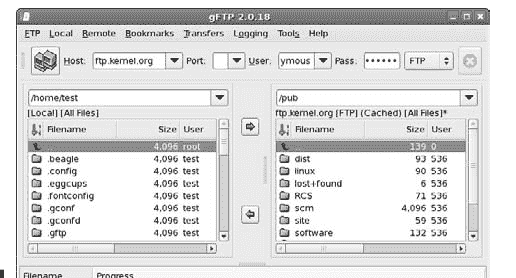 gFTP 2.0.18
FTP Local Remote Bookmarks Transfers Logging Tools Help
Host: ftp.kernel.org Port: User: ymous Pass: •••••• FTP
/home/test
[Local] [All Files]
Filename Size User
.. 4,096 root
.beagle 4,096 test
.config 4,096 test
.eggcups 4,096 test
.fontconfig 4,096 test
.gconf 4,096 test
.gconfd 4,096 test
.gftp 4,096 test
/pub
ftp.kernel.org [FTP] (Cached) [All Files]*
Filename Size User
.. 139 0
dist 93 536
linux 90 536
lost+found 6 536
RCS 71 536
scm 4,096 536
site 59 536
software 132 536
Filename Progress